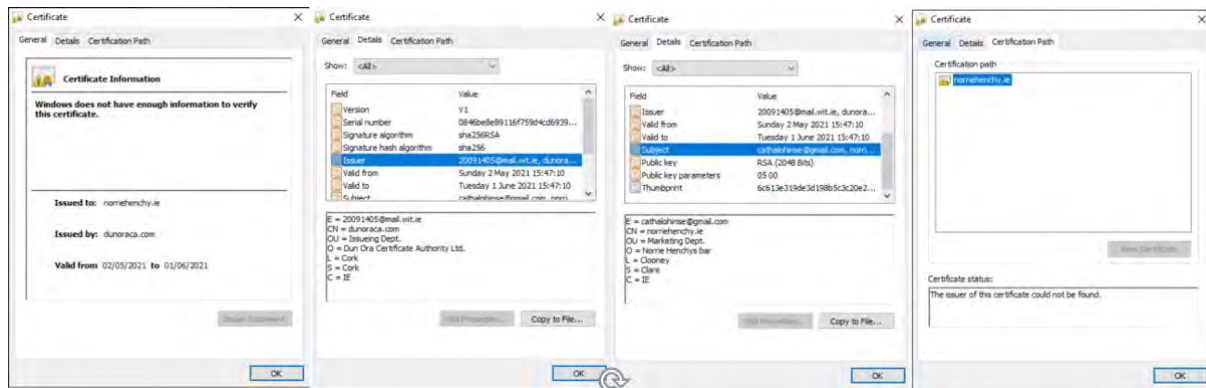 Certificate
General Details Certification Path
Certificate Information
Windows does not have enough information to verify
this certificate.
Issued to: norriehenchy.ie
Issued by: dunoraca.com
Valid from 02/05/2021 to 01/06/2021
OK
Certificate
General Details Certification Path
Show: <All>
Field Value
Version V1
Serial number 0846be8e89116f759d4cd6939...
Signature algorithm sha256RSA
Signature hash algorithm sha256
Issuer 20091405@mail.wit.ie, dunora...
Valid from Sunday 2 May 2021 15:47:10
Valid to Tuesday 1 June 2021 15:47:10
Subject cathalohinse@gmail.com, norri...
E = 20091405@mail.wit.ie
CN = dunoraca.com
OU = Issueing Dept.
O = Dun Ora Certificate Authority Ltd.
L = Cork
S = Cork
C = IE
Edit Properties... Copy to File...
OK
Certificate
General Details Certification Path
Show: <All>
Field Value
Issuer 20091405@mail.wit.ie, dunora...
Valid from Sunday 2 May 2021 15:47:10
Valid to Tuesday 1 June 2021 15:47:10
Subject cathalohinse@gmail.com, norri...
Public key RSA (2048 Bits)
Public key parameters 05 00
Thumbprint 6c613e319de3d198b5c3c20e2...
E = cathalohinse@gmail.com
CN = norriehenchy.ie
OU = Marketing Dept.
O = Norrie Henchys bar
L = Clooney
S = Clare
C = IE
Edit Properties... Copy to File...
OK
Certificate
General Details Certification Path
Certification path
norriehenchy.ie
View Certificate
Certificate status:
The issuer of this certificate could not be found.
OK